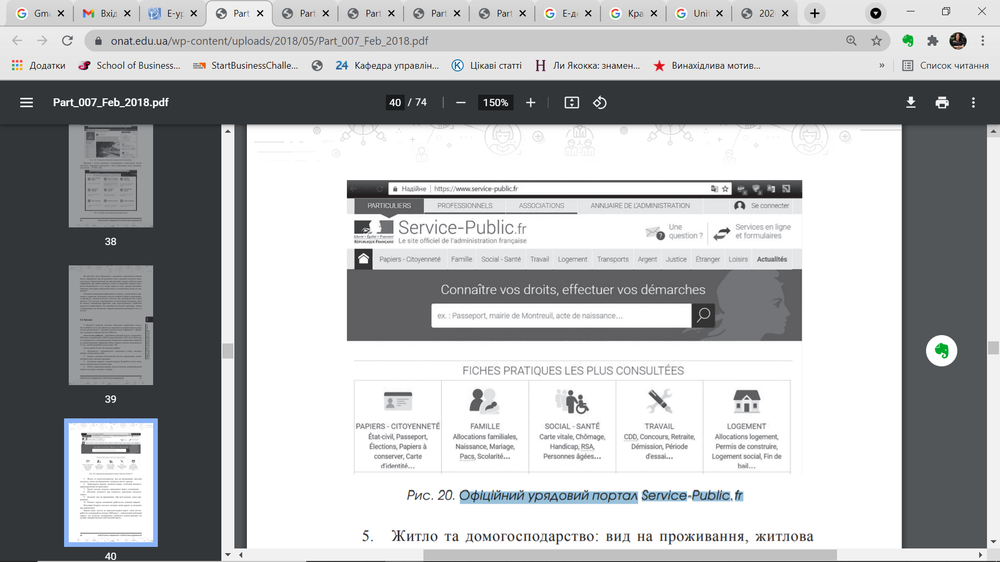 Gma
Вхід
Е-ур
Part
Part
Part
Part
Part
Е-де
Кра
Unit
202
onat.edu.ua/wp-content/uploads/2018/05/Part_007_Feb_2018.pdf
Додатки
School of Business...
StartBusinessChalle...
24 Кафедра управлін...
Цікаві статті
Ли Якокка: знамен...
Винахідлива мотив...
»
Список читання
Part_007_Feb_2018.pdf
40 / 74
150%
38
39
40
Надійне https://www.service-public.fr
PARTICULIERS
PROFESSIONNELS
ASSOCIATIONS
ANNUAIRE DE L'ADMINISTRATION
Se connecter
Liberté • Égalité • Fraternité
RÉPUBLIQUE FRANÇAISE
Service-Public.fr
Le site officiel de l'administration française
Une
question ?
Services en ligne
et formulaires
Papiers - Citoyenneté
Famille
Social - Santé
Travail
Logement
Transports
Argent
Justice
Étranger
Loisirs
Actualités
Connaître vos droits, effectuer vos démarches
ex. : Passeport, mairie de Montreuil, acte de naissance...
FICHES PRATIQUES LES PLUS CONSULTÉES
PAPIERS - CITOYENNETÉ
État-civil, Passeport,
Élections, Papiers à
conserver, Carte
d'identité...
FAMILLE
Allocations familiales,
Naissance, Mariage,
Pacs, Scolarité...
SOCIAL - SANTÉ
Carte vitale, Chômage,
Handicap, RSA,
Personnes âgées...
TRAVAIL
CDD, Concours, Retraite,
Démission, Période
d'essai...
LOGEMENT
Allocations logement,
Permis de construire,
Logement social, Fin de
bail...
Рис. 20. Офіційний урядовий портал Service-Public.fr
5. Житло та домогосподарство: вид на проживання, житлова